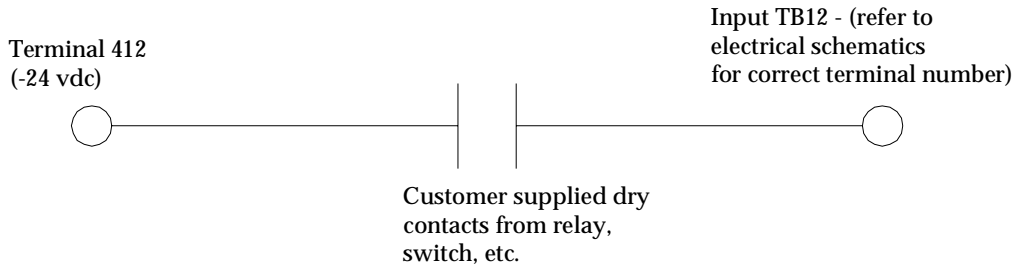 Terminal 412
(-24 vdc)
Input TB12 - (refer to
electrical schematics
for correct terminal number)
Customer supplied dry
contacts from relay,
switch, etc.